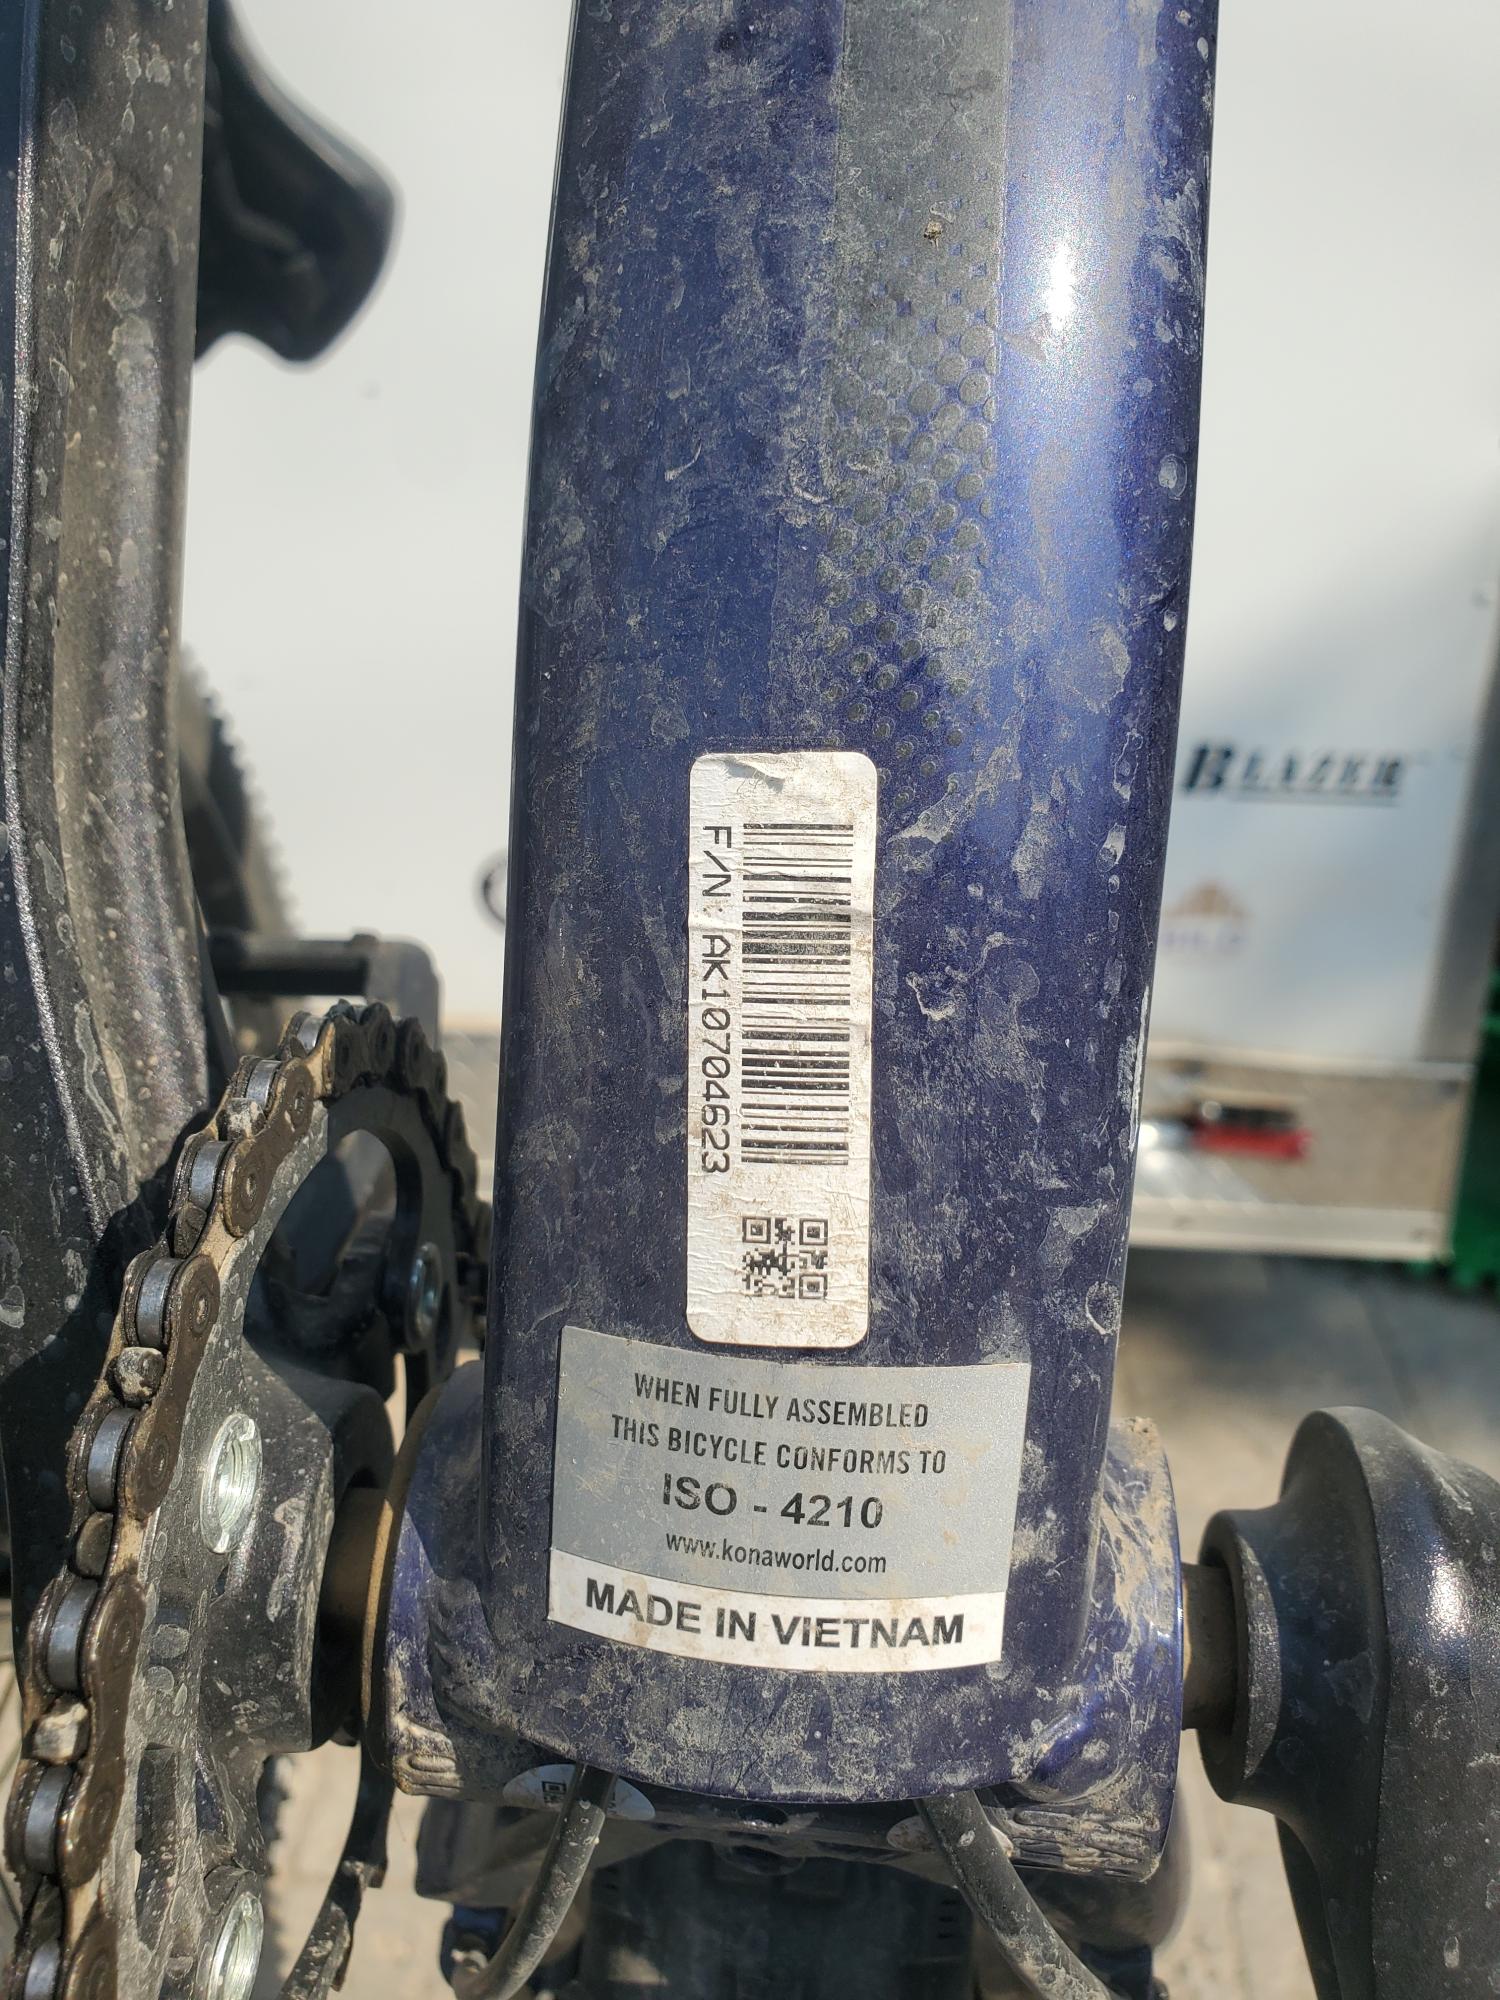 BLAZER
F/N: AK10704623
WHEN FULLY ASSEMBLED
THIS BICYCLE CONFORMS TO
ISO - 4210
www.konaworld.com
MADE IN VIETNAM